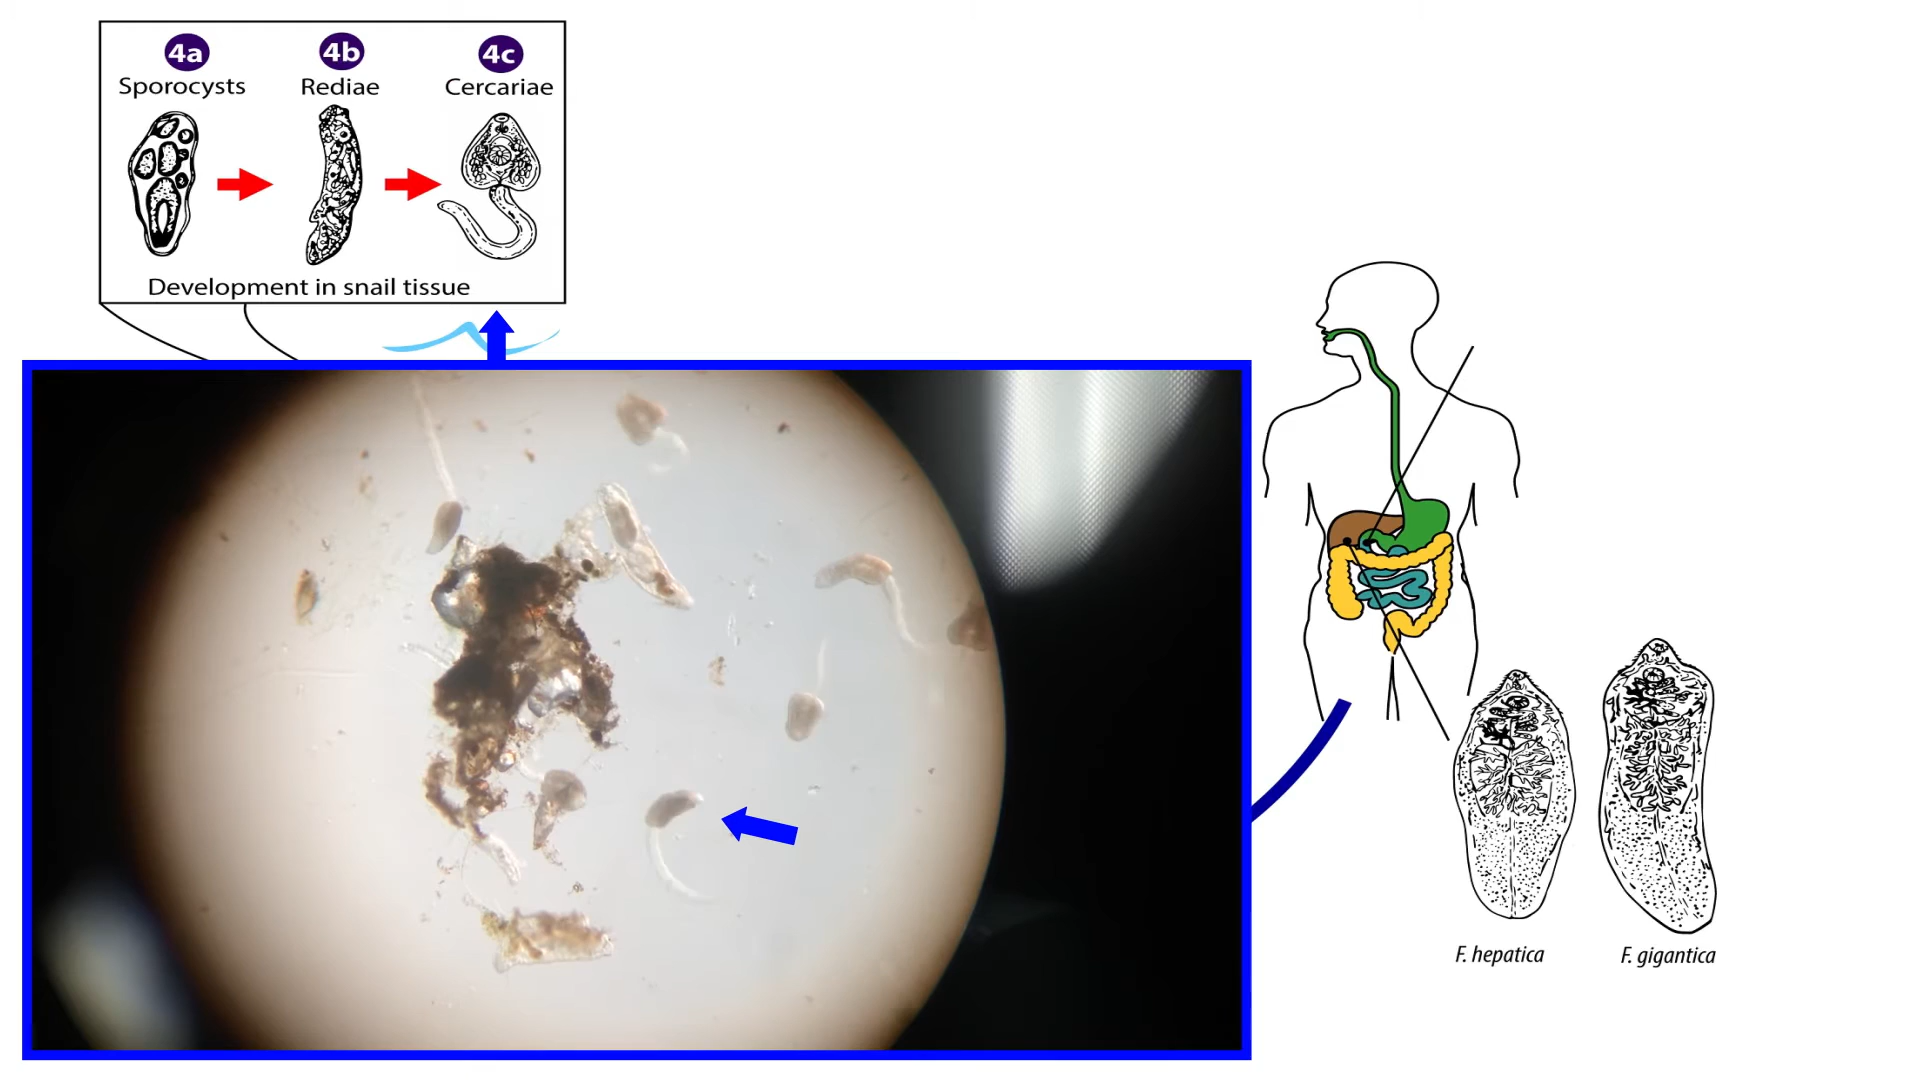 4a 4b 4c
Sporocysts Rediae Cercariae
Development in snail tissue
F. hepatica F. gigantica